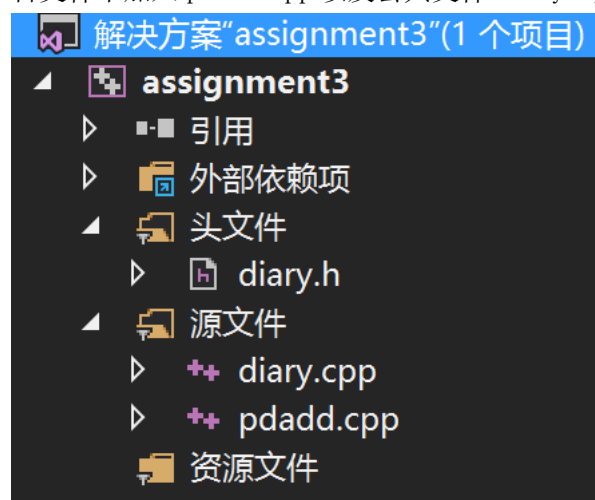 解决方案"assignment3"(1 个项目)
assignment3
引用
外部依赖项
头文件
diary.h
源文件
diary.cpp
pdadd.cpp
资源文件